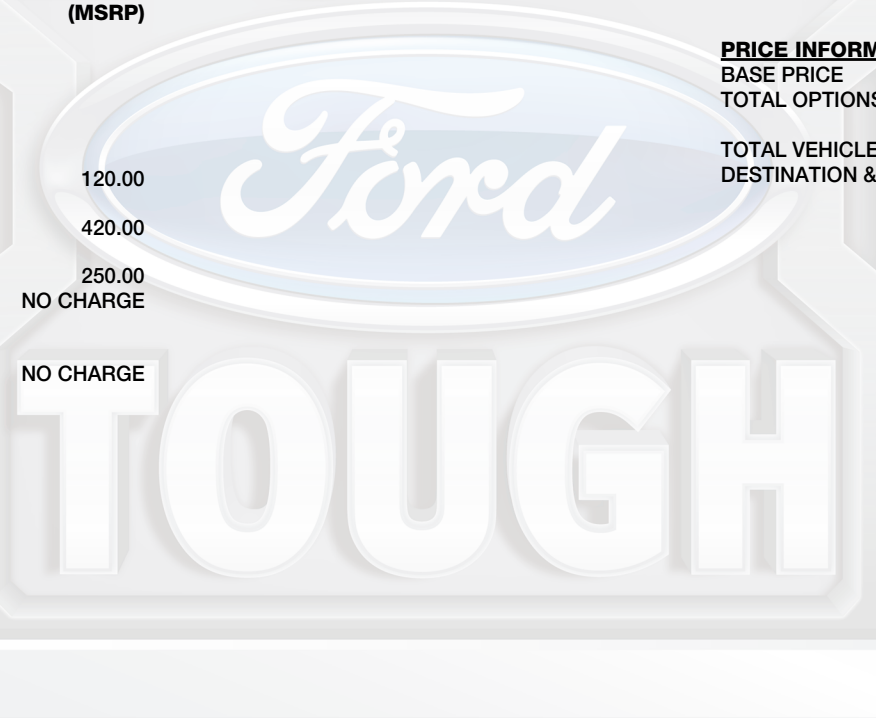 (MSRP)
PRICE INFORM
BASE PRICE
TOTAL OPTIONS
TOTAL VEHICLE
DESTINATION &
120.00
420.00
250.00
NO CHARGE
NO CHARGE
Ford
TOUGH